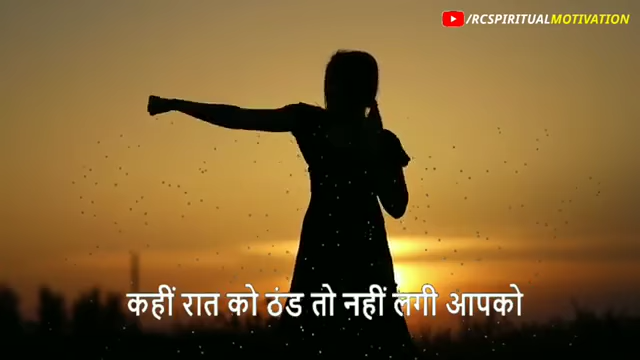 /RCSPIRITUALMOTIVATION
कहीं रात को ठंड तो नहीं लगी आपको